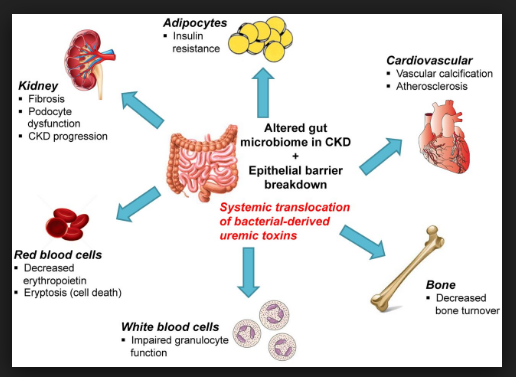 Adipocytes
▪ Insulin
resistance
Cardiovascular
▪ Vascular calcification
▪ Atherosclerosis
Kidney
▪ Fibrosis
▪ Podocyte
dysfunction
▪ CKD progression
Altered gut
microbiome in CKD
+
Epithelial barrier
breakdown
Systemic translocation
of bacterial-derived
uremic toxins
Red blood cells
▪ Decreased
erythropoietin
▪ Eryptosis (cell death)
Bone
▪ Decreased
bone turnover
White blood cells
▪ Impaired granulocyte
function